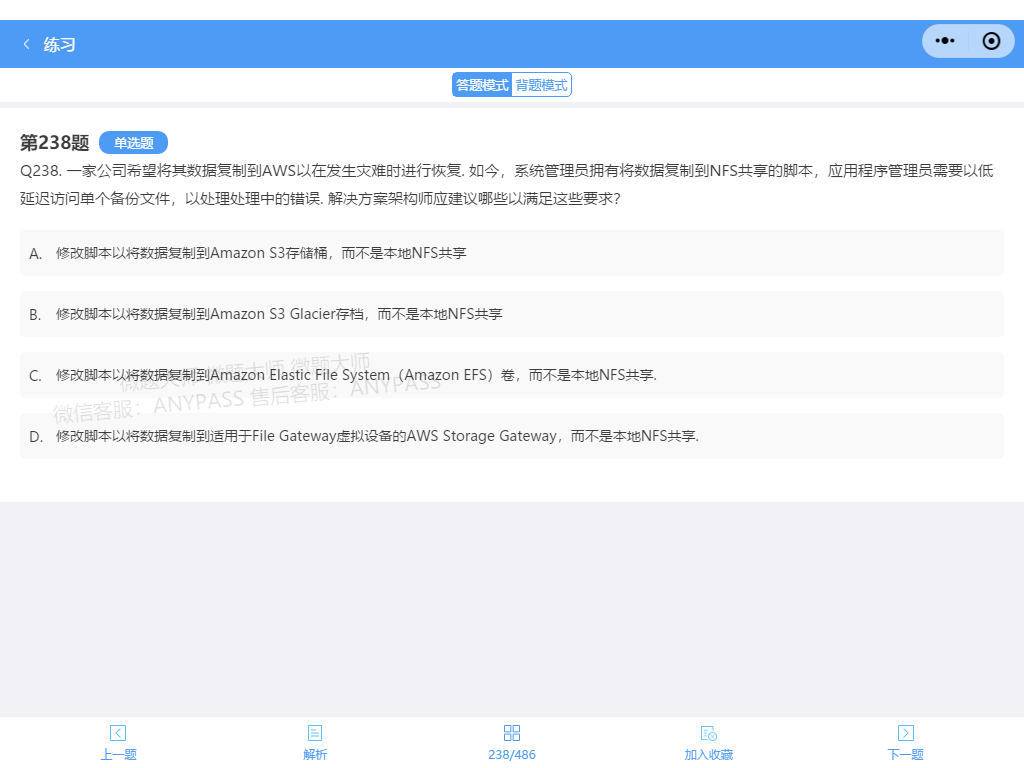 练习
答题模式 背题模式
第238题 单选题
Q238. 一家公司希望将其数据复制到AWS以在发生灾难时进行恢复. 如今，系统管理员拥有将数据复制到NFS共享的脚本，应用程序管理员需要以低
延迟访问单个备份文件，以处理处理中的错误. 解决方案架构师应建议哪些以满足这些要求?
A. 修改脚本以将数据复制到Amazon S3存储桶，而不是本地NFS共享
B. 修改脚本以将数据复制到Amazon S3 Glacier存档，而不是本地NFS共享
微题大师 微题大师 微题大师
C. 修改脚本以将数据复制到Amazon Elastic File System（Amazon EFS）卷，而不是本地NFS共享.
微信客服：ANYPASS 售后客服：ANYPASS
D. 修改脚本以将数据复制到适用于File Gateway虚拟设备的AWS Storage Gateway，而不是本地NFS共享.
上一题 解析 238/486 加入收藏 下一题